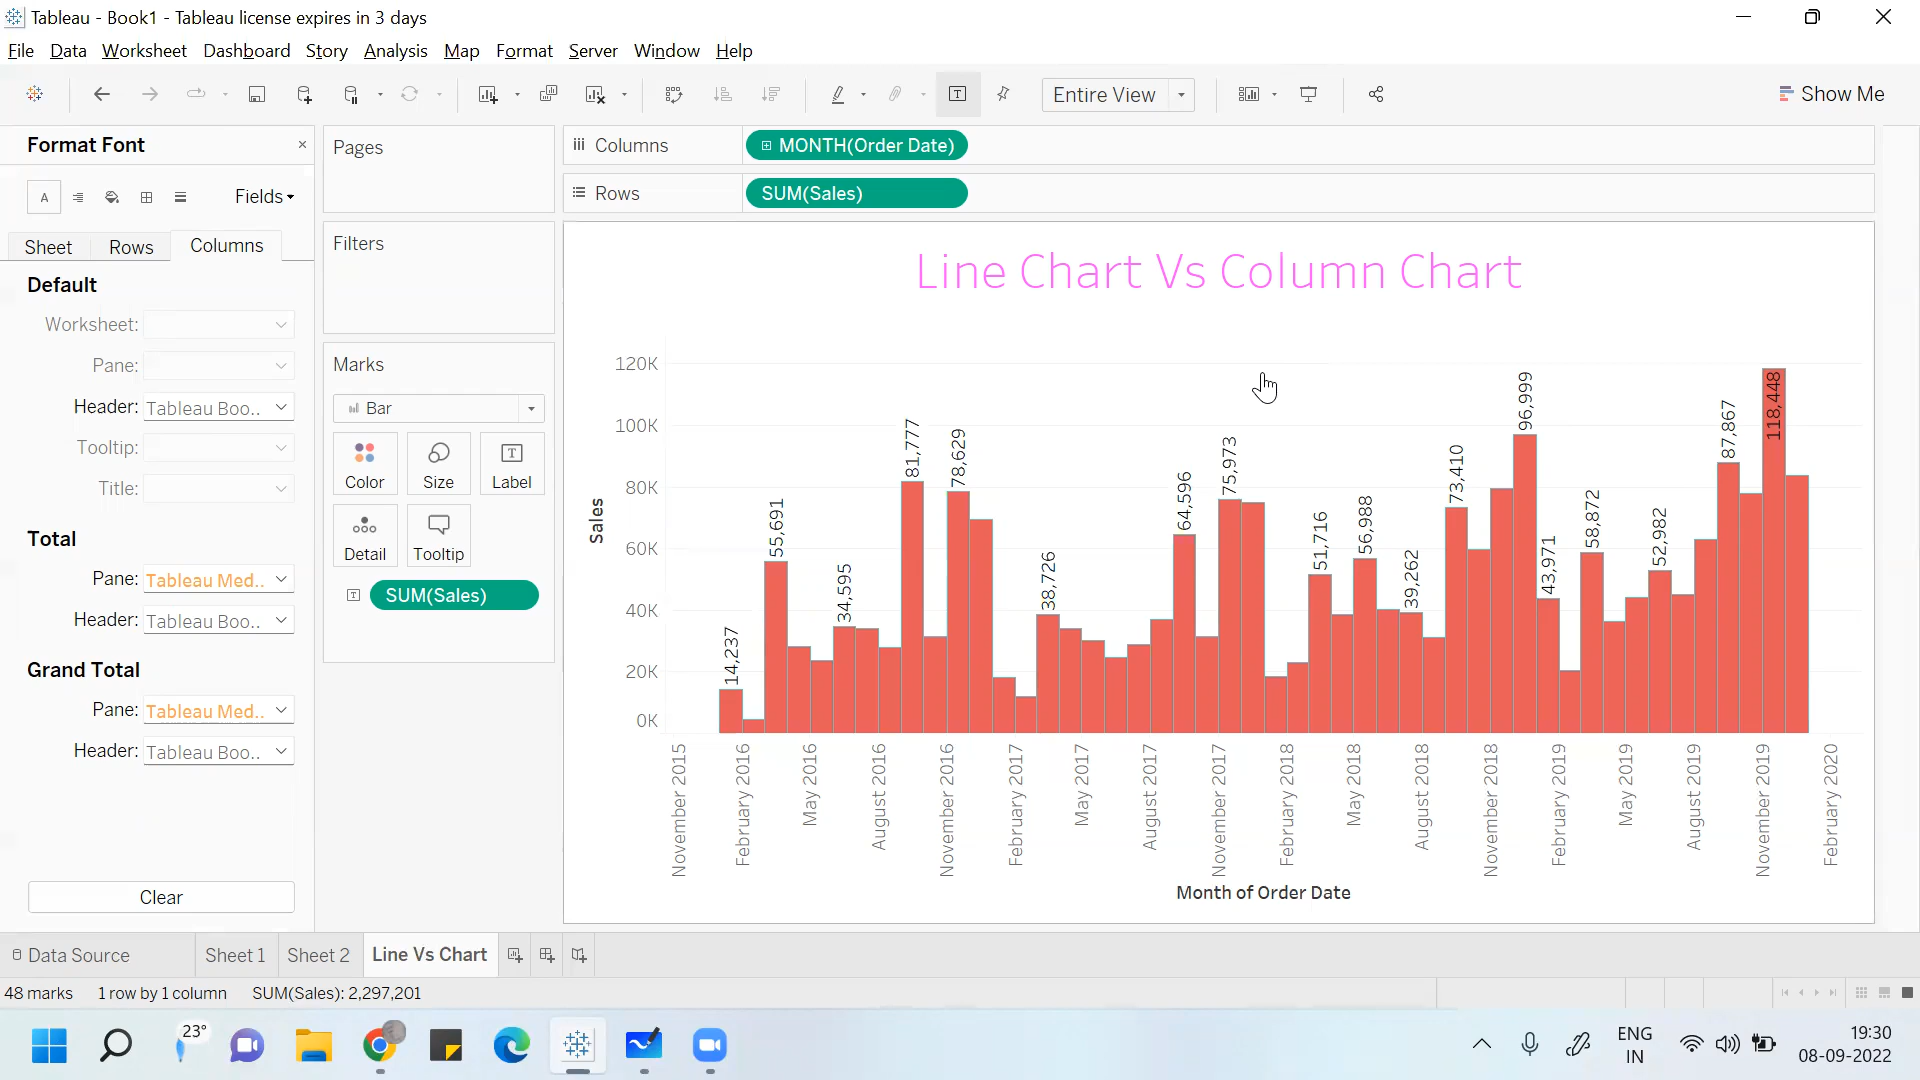 Tableau - Book1 - Tableau license expires in 3 days
File Data Worksheet Dashboard Story Analysis Map Format Server Window Help
Entire View
Show Me
Format Font
Fields
Sheet Rows Columns
Default
Worksheet:
Pane:
Header: Tableau Boo..
Tooltip:
Title:
Total
Pane: Tableau Med..
Header: Tableau Boo..
Grand Total
Pane: Tableau Med..
Header: Tableau Boo..
Clear
Pages
Filters
Marks
Bar
Color Size Label
Detail Tooltip
SUM(Sales)
Columns MONTH(Order Date)
Rows SUM(Sales)
Line Chart Vs Column Chart
Sales
120K
100K
80K
60K
40K
20K
0K
14,237
55,691
34,595
81,777
78,629
38,726
64,596
75,973
51,716
56,988
39,262
73,410
96,999
43,971
58,872
52,982
87,867
118,448
November 2015
February 2016
May 2016
August 2016
November 2016
February 2017
May 2017
August 2017
November 2017
February 2018
May 2018
August 2018
November 2018
February 2019
May 2019
August 2019
November 2019
February 2020
Month of Order Date
Data Source Sheet 1 Sheet 2 Line Vs Chart
48 marks 1 row by 1 column SUM(Sales): 2,297,201
23°
ENG
IN
19:30
08-09-2022